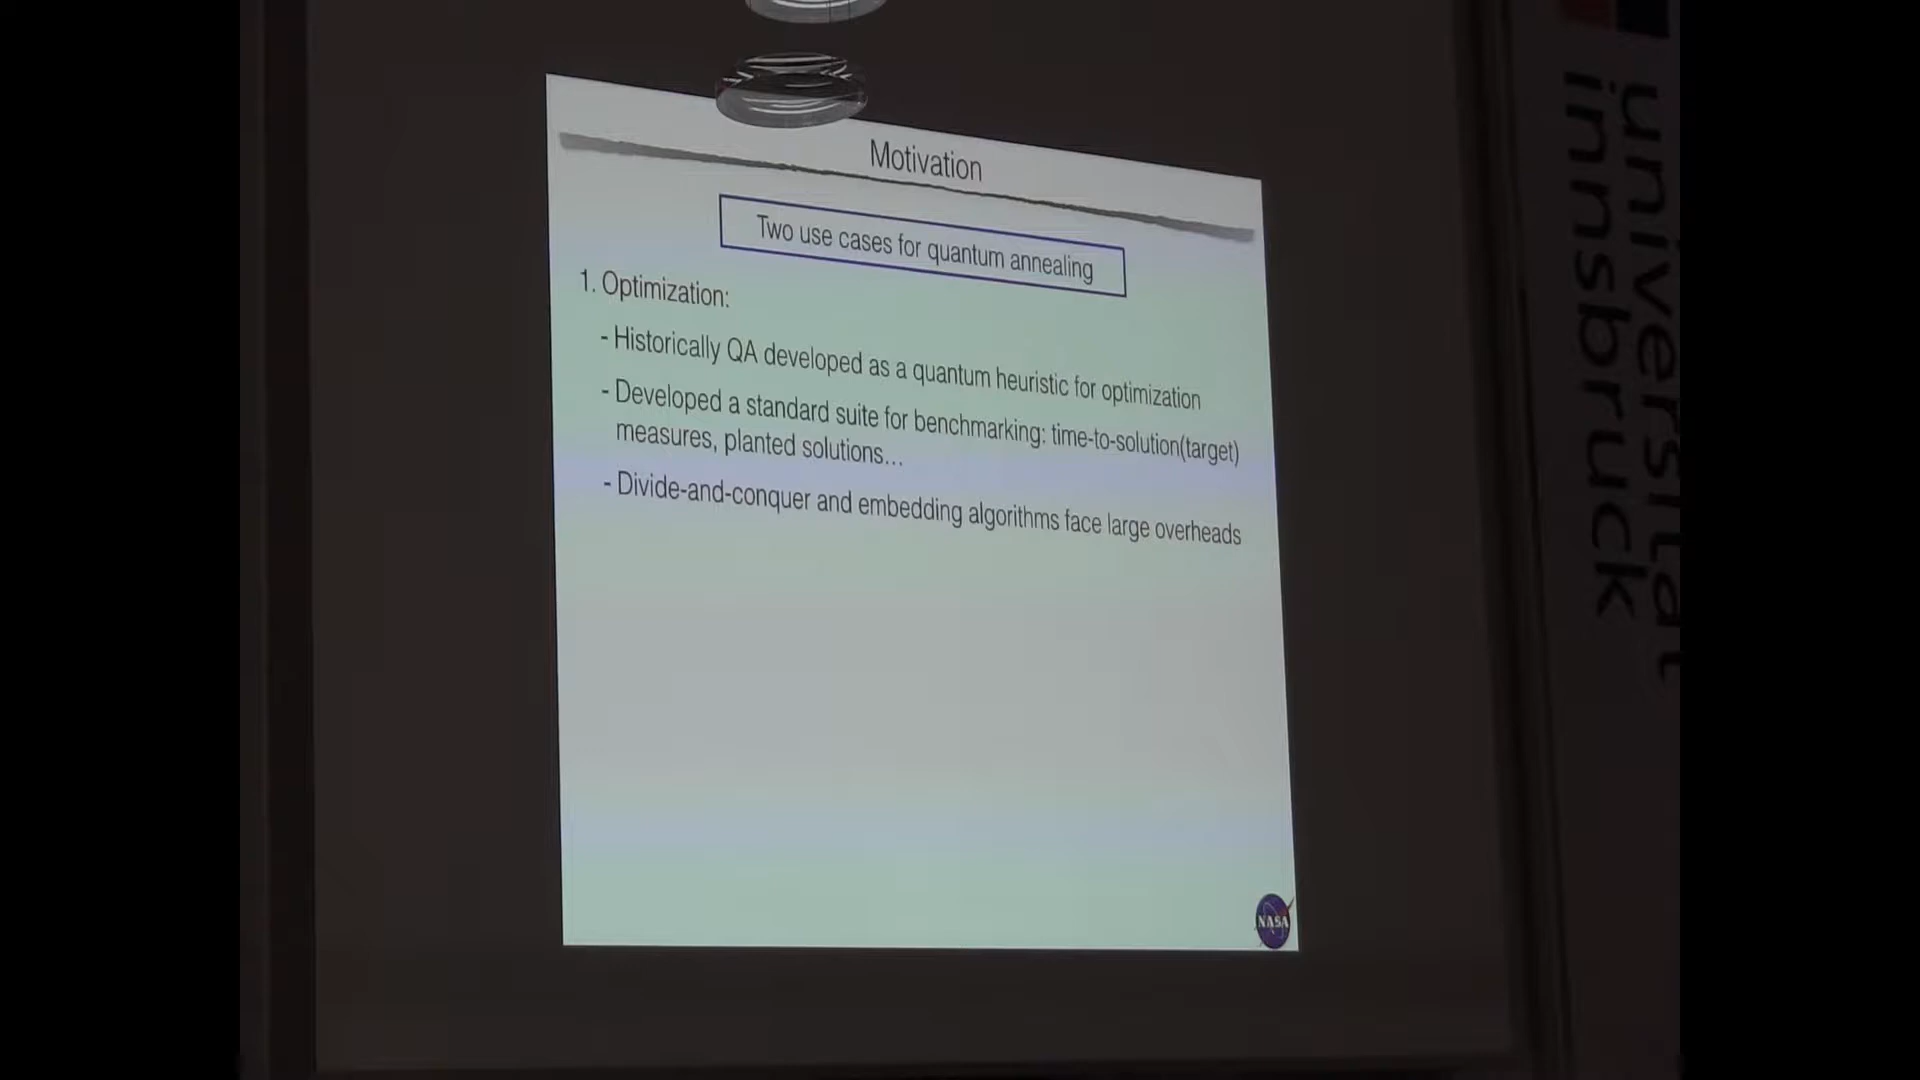 Motivation
Two use cases for quantum annealing
1. Optimization:
- Historically QA developed as a quantum heuristic for optimization
- Developed a standard suite for benchmarking: time-to-solution(target)
measures, planted solutions...
- Divide-and-conquer and embedding algorithms face large overheads
NASA
universität
innsbruck